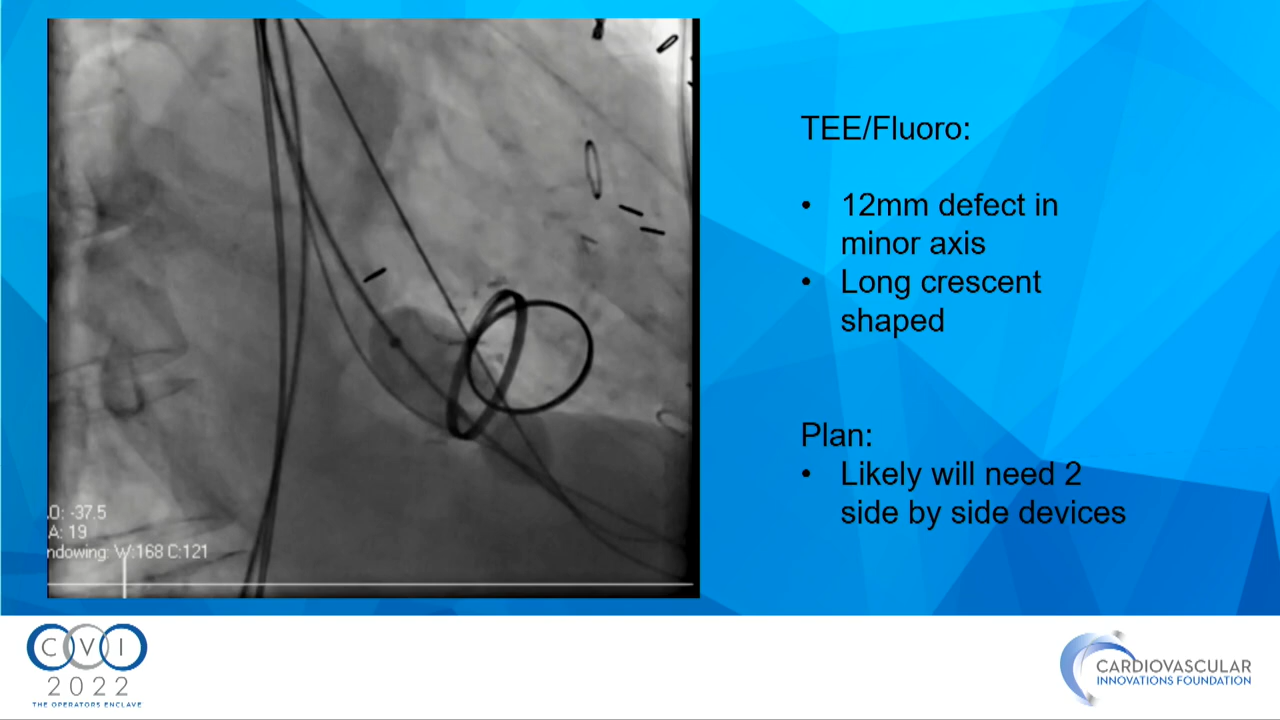 TEE/Fluoro:
• 12mm defect in
minor axis
• Long crescent
shaped
Plan:
• Likely will need 2
side by side devices
.O: -37.5
A: 19
ndowing: W:168 C:121
C V I
2022
THE OPERATORS ENCLAVE
CARDIOVASCULAR
INNOVATIONS FOUNDATION